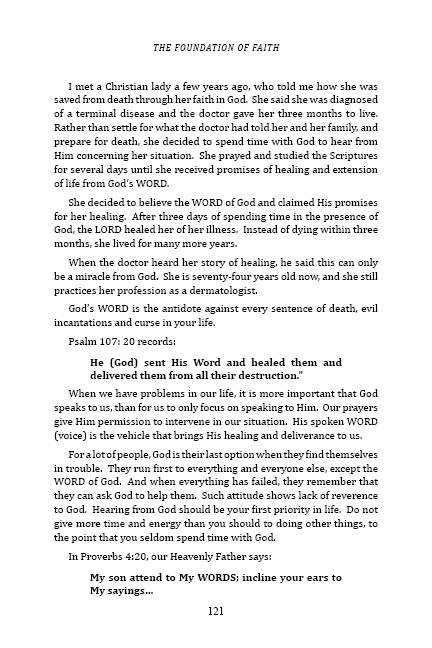 THE FOUNDATION OF FAITH
I met a Christian lady a few years ago, who told me how she was
saved from death through her faith in God.  She said she was diagnosed
of a terminal disease and the doctor gave her three months to live.
Rather than settle for what the doctor had told her and her family, and
prepare for death, she decided to spend time with God to hear from
Him concerning her situation.  She prayed and studied the Scriptures
for several days until she received promises of healing and extension
of life from God's WORD.
She decided to believe the WORD of God and claimed His promises
for her healing.  After three days of spending time in the presence of
God, the LORD healed her of her illness.  Instead of dying within three
months, she lived for many more years.
When the doctor heard her story of healing, he said this can only
be a miracle from God.  She is seventy-four years old now, and she still
practices her profession as a dermatologist.
God's WORD is the antidote against every sentence of death, evil
incantations and curse in your life.
Psalm 107: 20 records:
He (God) sent His Word and healed them and
delivered them from all their destruction."
When we have problems in our life, it is more important that God
speaks to us, than for us to only focus on speaking to Him.  Our prayers
give Him permission to intervene in our situation.  His spoken WORD
(voice) is the vehicle that brings His healing and deliverance to us.
For a lot of people, God is their last option when they find themselves
in trouble.  They run first to everything and everyone else, except the
WORD of God.  And when everything has failed, they remember that
they can ask God to help them.  Such attitude shows lack of reverence
to God.  Hearing from God should be your first priority in life.  Do not
give more time and energy than you should to doing other things, to
the point that you seldom spend time with God.
In Proverbs 4:20, our Heavenly Father says:
My son attend to My WORDS; incline your ears to
My sayings...
121